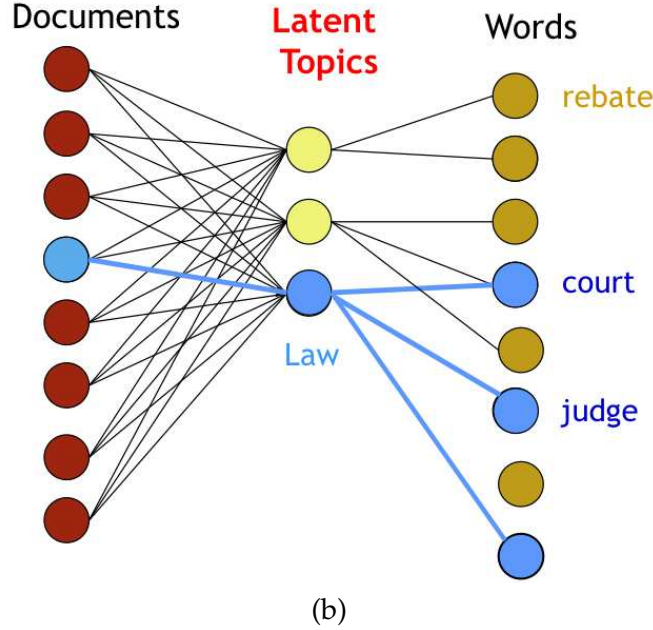 Documents
Latent
Topics
Words
rebate
court
Law
judge
(b)